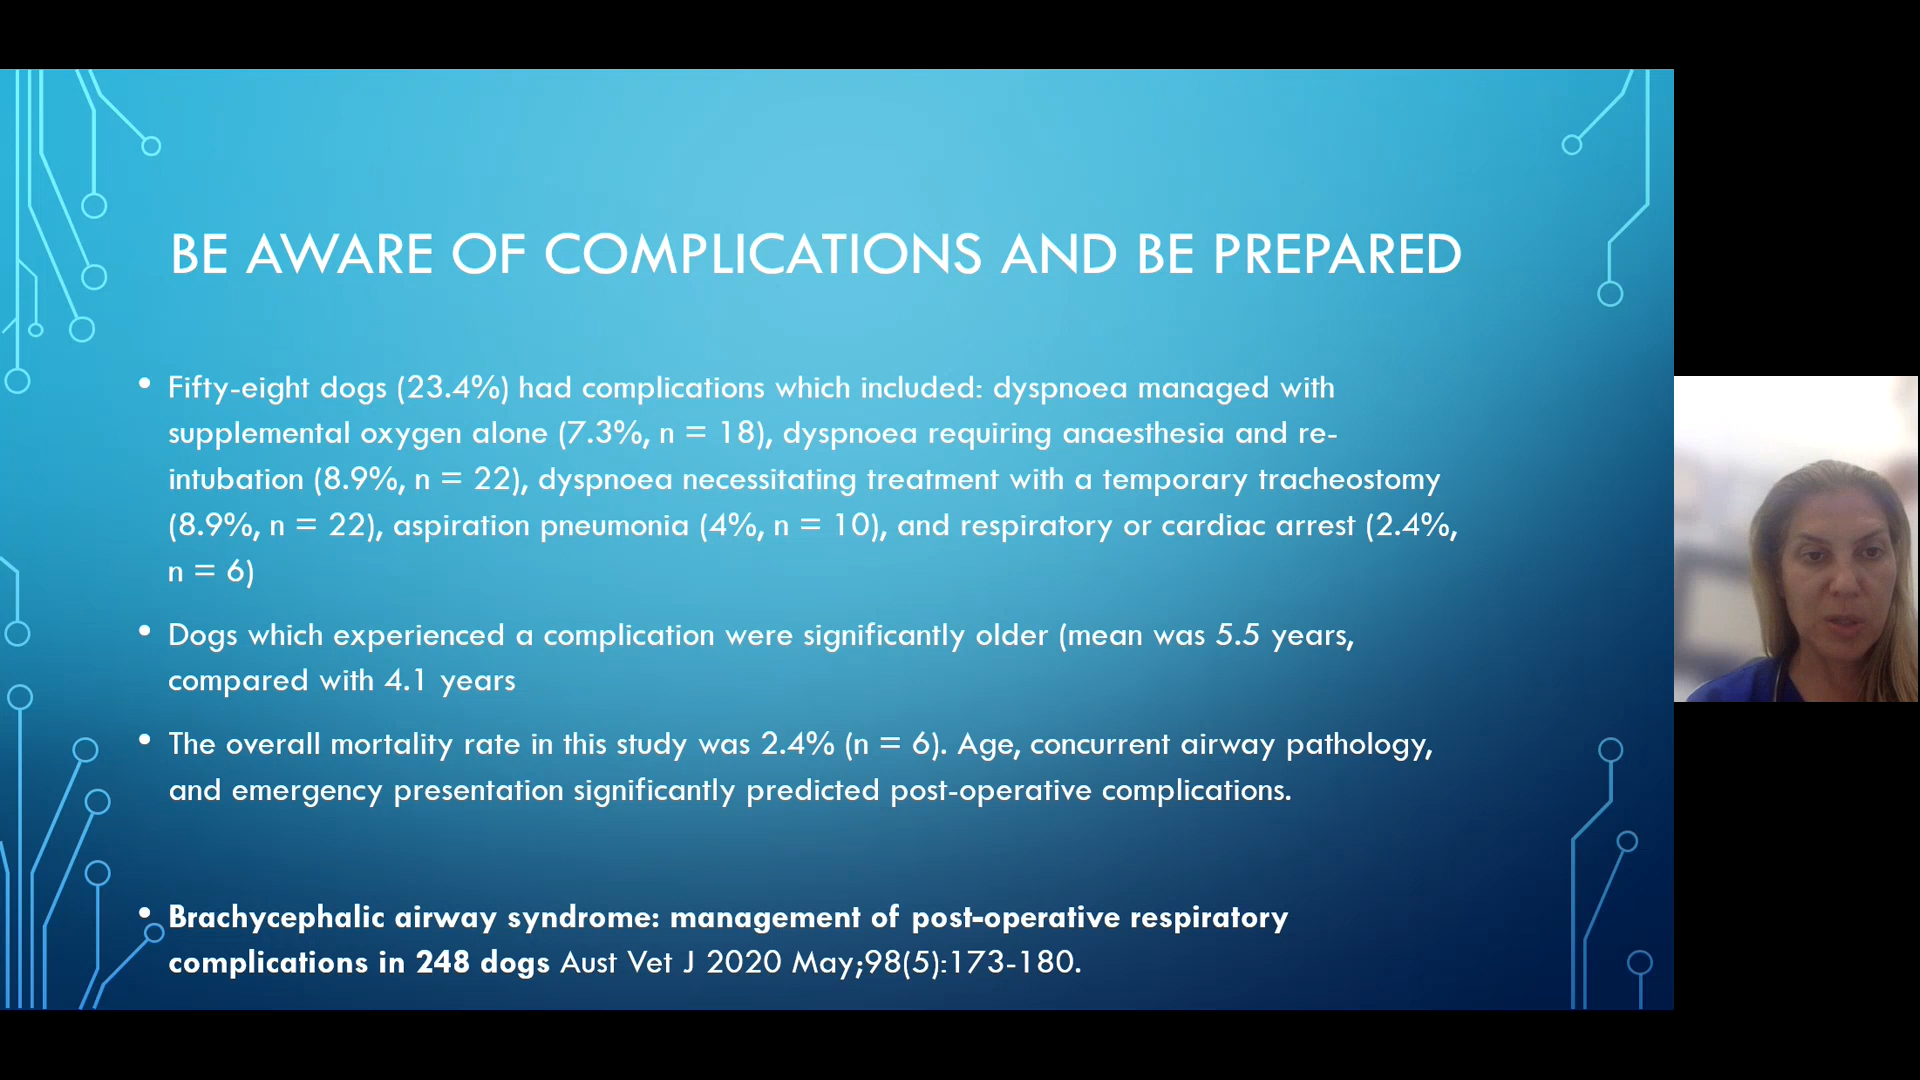 BE AWARE OF COMPLICATIONS AND BE PREPARED
• Fifty-eight dogs (23.4%) had complications which included: dyspnoea managed with
supplemental oxygen alone (7.3%, n = 18), dyspnoea requiring anaesthesia and re-
intubation (8.9%, n = 22), dyspnoea necessitating treatment with a temporary tracheostomy
(8.9%, n = 22), aspiration pneumonia (4%, n = 10), and respiratory or cardiac arrest (2.4%,
n = 6)
• Dogs which experienced a complication were significantly older (mean was 5.5 years,
compared with 4.1 years
• The overall mortality rate in this study was 2.4% (n = 6). Age, concurrent airway pathology,
and emergency presentation significantly predicted post-operative complications.
• Brachycephalic airway syndrome: management of post-operative respiratory
complications in 248 dogs Aust Vet J 2020 May;98(5):173-180.